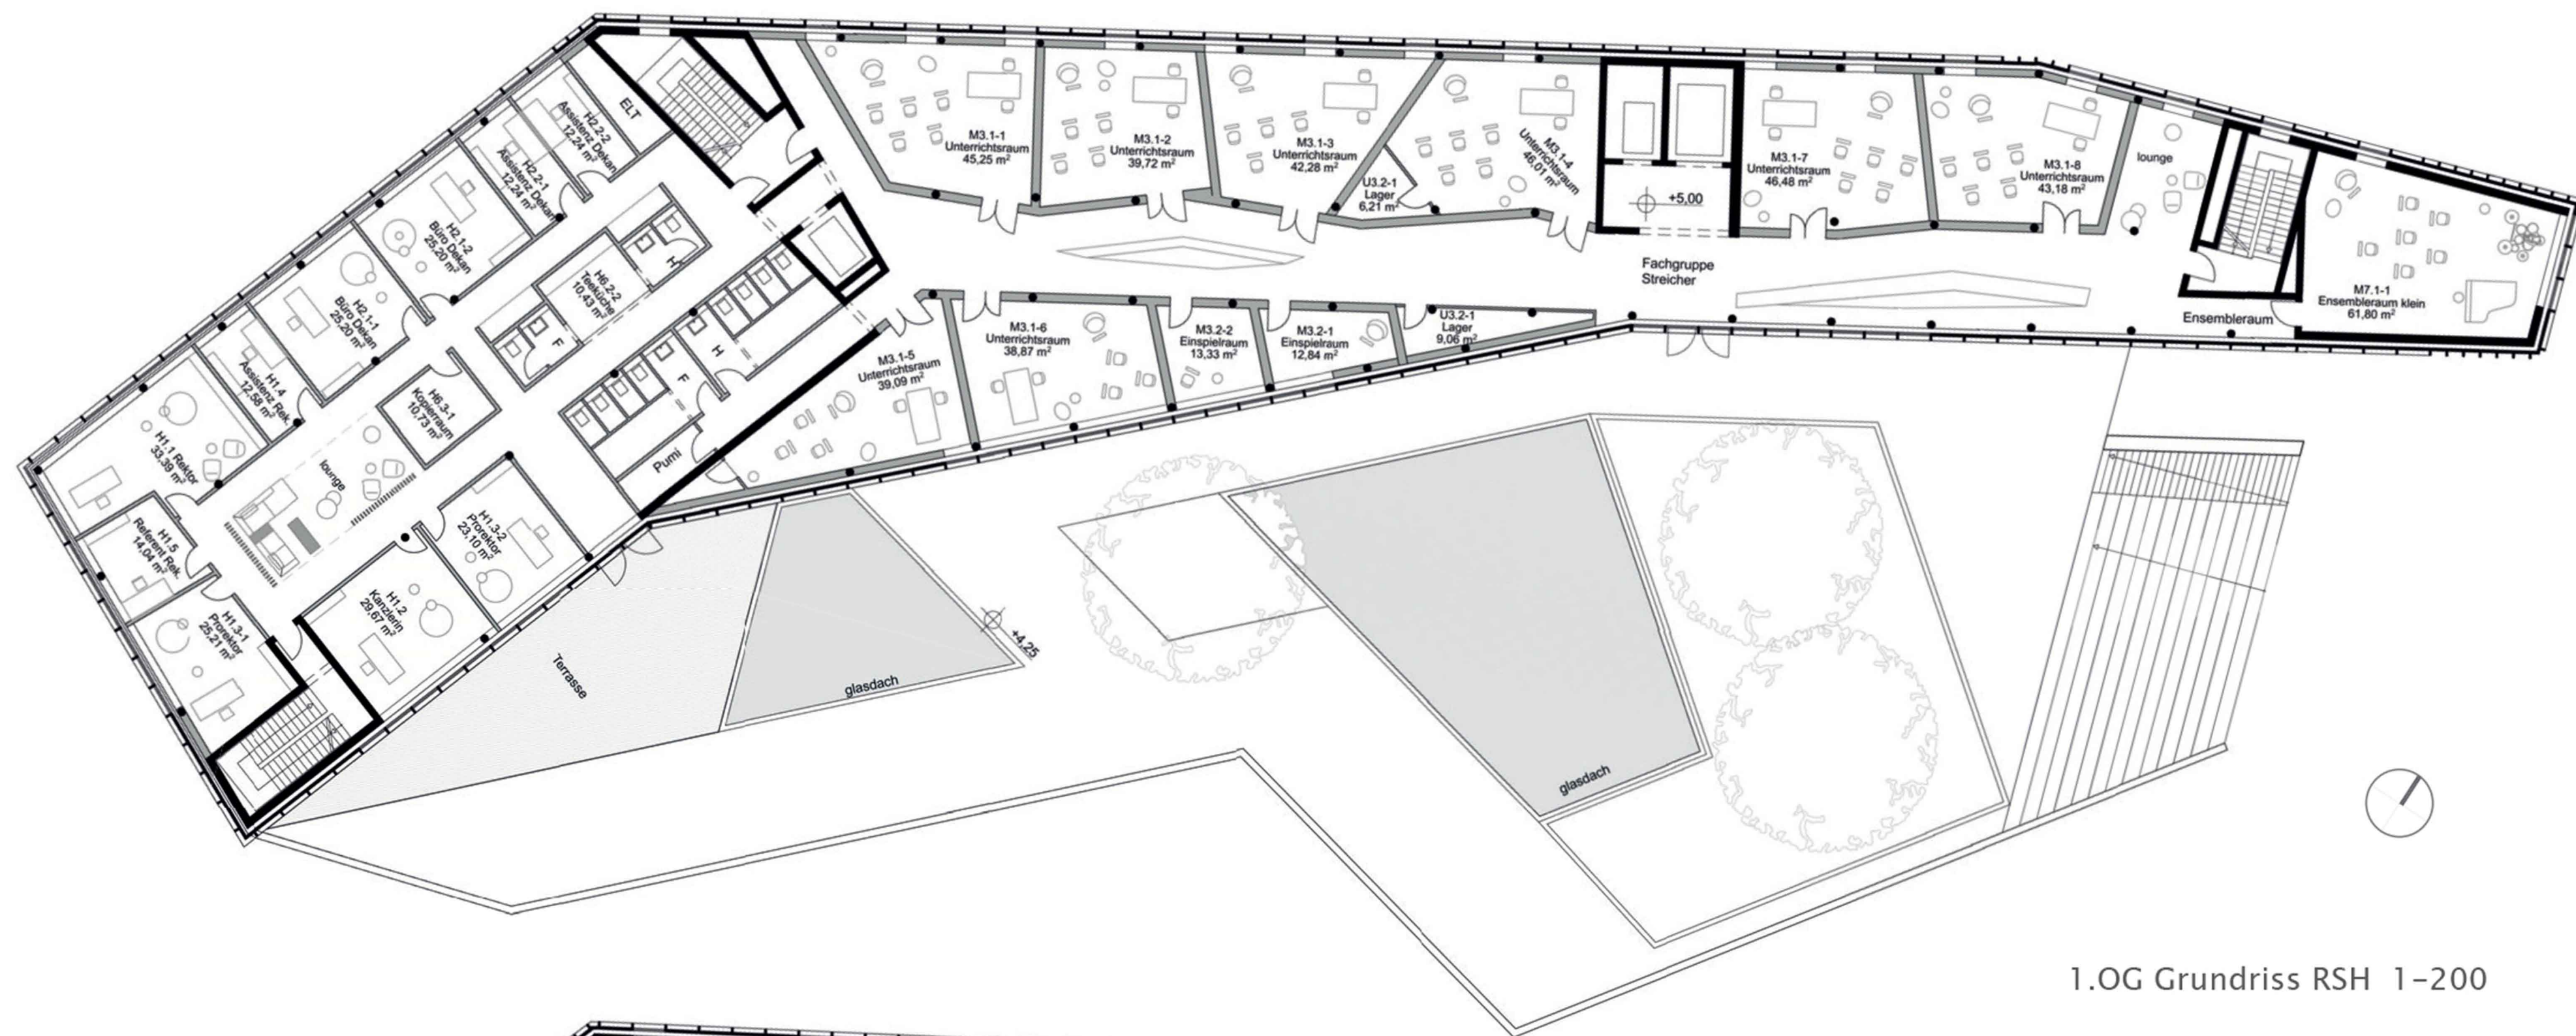 ELT
H2.2-2
Assistenz Dekan
12,24 m²
H2.2-1
Assistenz Dekan
12,24 m²
H2.1-2
Büro Dekan
25,20 m²
H2.1-1
Büro Dekan
25,20 m²
H1.4
Assistenz Rek.
12,58 m²
H1.1 Rektor
33,39 m²
H1.5
Referent Rek.
14,04 m²
H1.3-1
Prorektor
25,21 m²
H1.2
Kanzlerin
29,67 m²
H1.3-2
Prorektor
23,10 m²
lounge
H6.3-1
Kopierraum
10,73 m²
H6.2-2
Teeküche
10,43 m²
H
F
H
F
Pumi
M3.1-1
Unterrichtsraum
45,25 m²
M3.1-2
Unterrichtsraum
39,72 m²
M3.1-3
Unterrichtsraum
42,28 m²
U3.2-1
Lager
6,21 m²
M3.1-4
Unterrichtsraum
46,01 m²
+5,00
M3.1-7
Unterrichtsraum
46,48 m²
M3.1-8
Unterrichtsraum
43,18 m²
lounge
M7.1-1
Ensembleraum klein
61,80 m²
Ensembleraum
Fachgruppe
Streicher
M3.1-5
Unterrichtsraum
39,09 m²
M3.1-6
Unterrichtsraum
38,87 m²
M3.2-2
Einspielraum
13,33 m²
M3.2-1
Einspielraum
12,84 m²
U3.2-1
Lager
9,06 m²
Terrasse
glasdach
+4,25
glasdach
1.OG Grundriss RSH 1-200